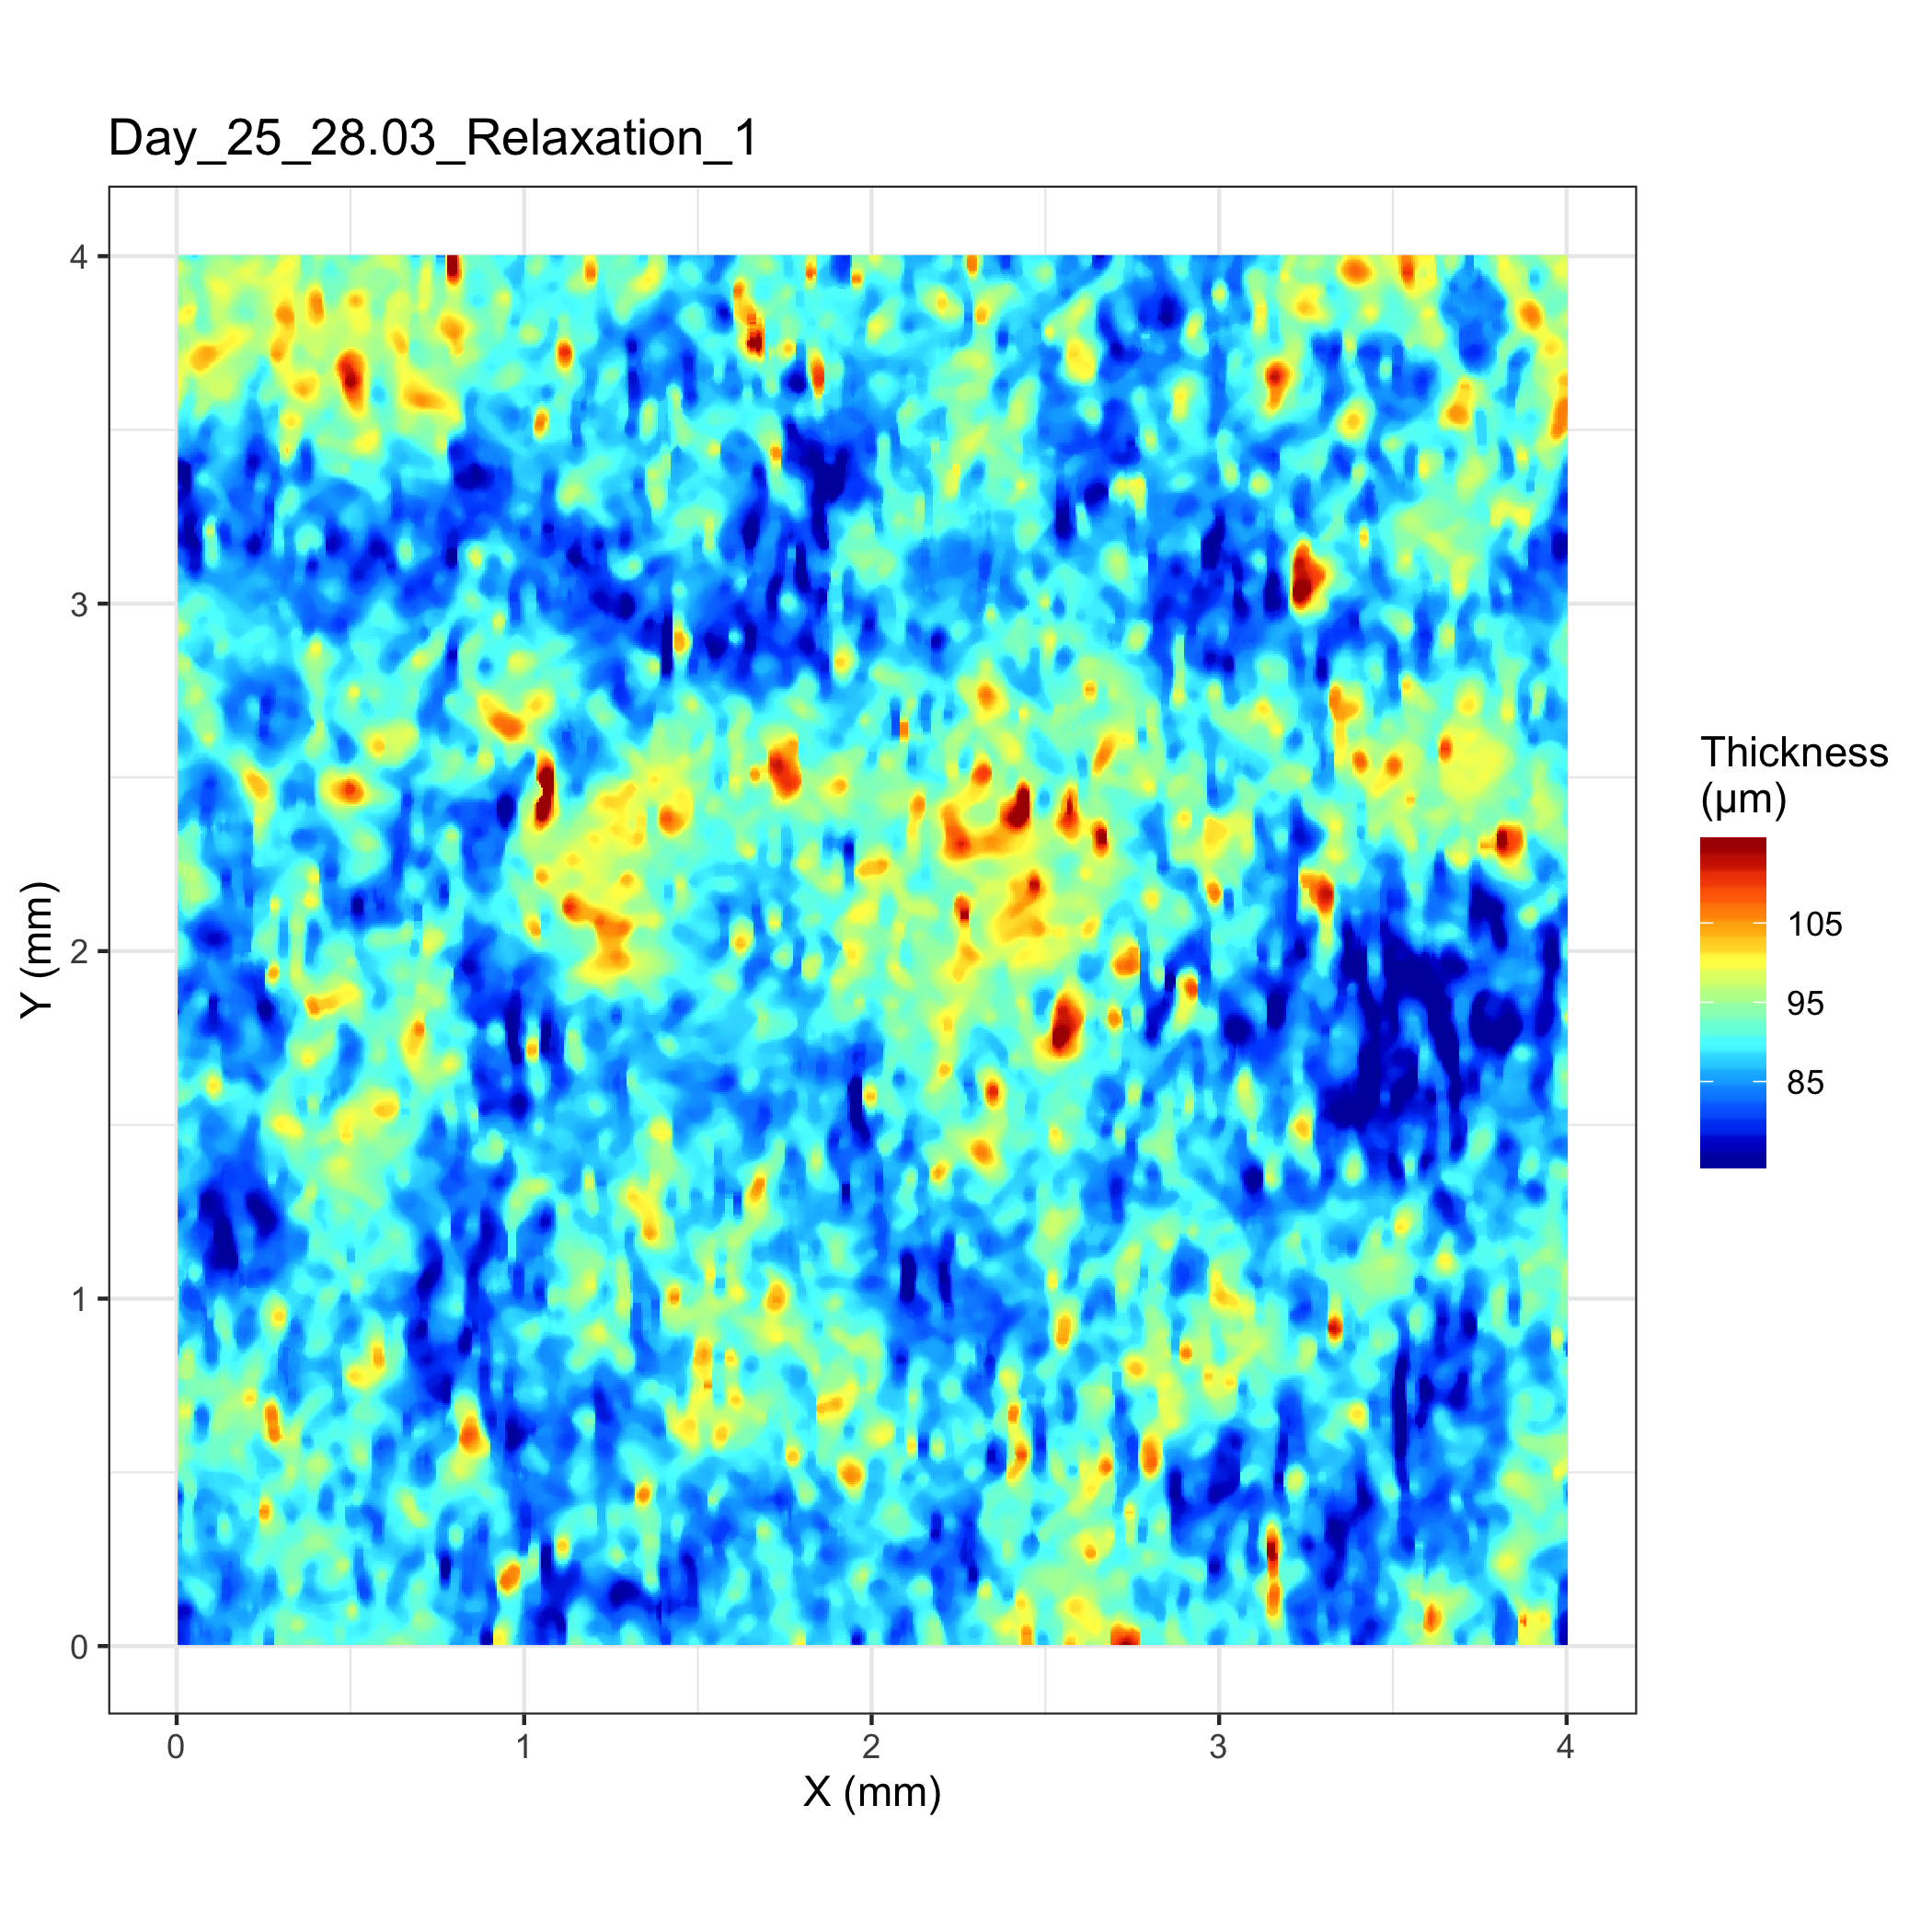 Day_25_28.03_Relaxation_1
4
3
2
1
0
Y (mm)
0 1 2 3 4
X (mm)
Thickness
(µm)
105
95
85